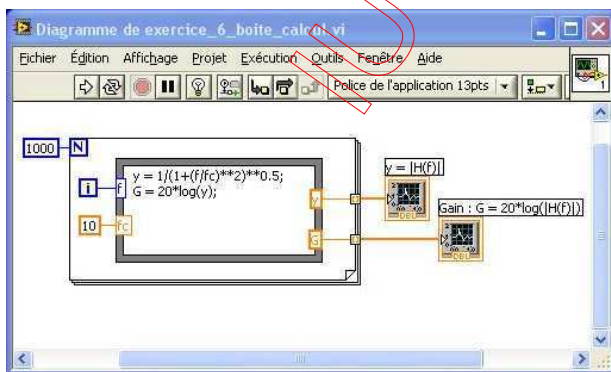 Diagramme de exercice_6_boite_calcul.vi
Fichier Édition Affichage Projet Exécution Outils Fenêtre Aide
Police de l'application 13pts
1
1000 N
y = 1/(1+(f/fc)**2)**0.5;
G = 20*log(y);
i f
10 fc
y
G
y = |H(f)|
DBL
Gain : G = 20*log(|H(f)|)
DBL